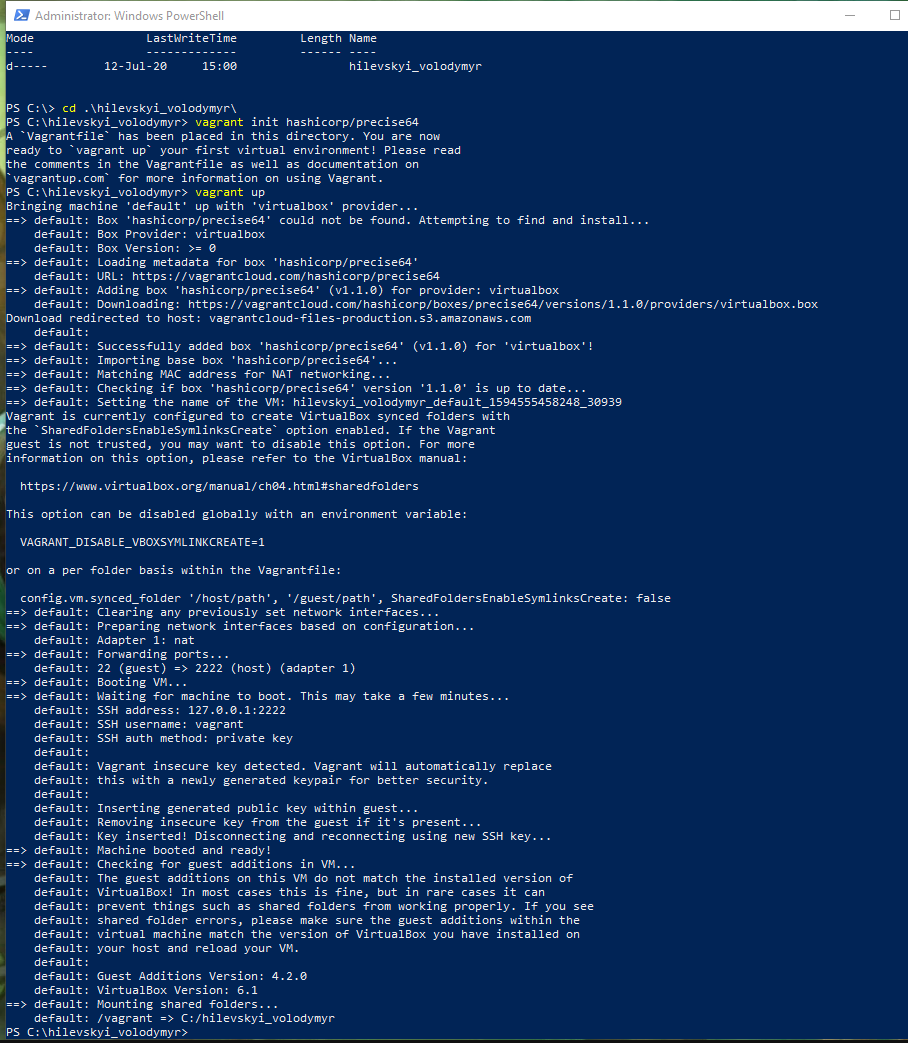 Administrator: Windows PowerShell
Mode                LastWriteTime         Length Name
----                -------------         ------ ----
d-----        12-Jul-20     15:00                hilevskyi_volodymyr
PS C:\> cd .\hilevskyi_volodymyr\
PS C:\hilevskyi_volodymyr> vagrant init hashicorp/precise64
A `Vagrantfile` has been placed in this directory. You are now
ready to `vagrant up` your first virtual environment! Please read
the comments in the Vagrantfile as well as documentation on
`vagrantup.com` for more information on using Vagrant.
PS C:\hilevskyi_volodymyr> vagrant up
Bringing machine 'default' up with 'virtualbox' provider...
==> default: Box 'hashicorp/precise64' could not be found. Attempting to find and install...
    default: Box Provider: virtualbox
    default: Box Version: >= 0
==> default: Loading metadata for box 'hashicorp/precise64'
    default: URL: https://vagrantcloud.com/hashicorp/precise64
==> default: Adding box 'hashicorp/precise64' (v1.1.0) for provider: virtualbox
    default: Downloading: https://vagrantcloud.com/hashicorp/boxes/precise64/versions/1.1.0/providers/virtualbox.box
Download redirected to host: vagrantcloud-files-production.s3.amazonaws.com
    default:
==> default: Successfully added box 'hashicorp/precise64' (v1.1.0) for 'virtualbox'!
==> default: Importing base box 'hashicorp/precise64'...
==> default: Matching MAC address for NAT networking...
==> default: Checking if box 'hashicorp/precise64' version '1.1.0' is up to date...
==> default: Setting the name of the VM: hilevskyi_volodymyr_default_1594555458248_30939
Vagrant is currently configured to create VirtualBox synced folders with
the `SharedFoldersEnableSymlinksCreate` option enabled. If the Vagrant
guest is not trusted, you may want to disable this option. For more
information on this option, please refer to the VirtualBox manual:
  https://www.virtualbox.org/manual/ch04.html#sharedfolders
This option can be disabled globally with an environment variable:
  VAGRANT_DISABLE_VBOXSYMLINKCREATE=1
or on a per folder basis within the Vagrantfile:
  config.vm.synced_folder '/host/path', '/guest/path', SharedFoldersEnableSymlinksCreate: false
==> default: Clearing any previously set network interfaces...
==> default: Preparing network interfaces based on configuration...
    default: Adapter 1: nat
==> default: Forwarding ports...
    default: 22 (guest) => 2222 (host) (adapter 1)
==> default: Booting VM...
==> default: Waiting for machine to boot. This may take a few minutes...
    default: SSH address: 127.0.0.1:2222
    default: SSH username: vagrant
    default: SSH auth method: private key
    default:
    default: Vagrant insecure key detected. Vagrant will automatically replace
    default: this with a newly generated keypair for better security.
    default:
    default: Inserting generated public key within guest...
    default: Removing insecure key from the guest if it's present...
    default: Key inserted! Disconnecting and reconnecting using new SSH key...
==> default: Machine booted and ready!
==> default: Checking for guest additions in VM...
    default: The guest additions on this VM do not match the installed version of
    default: VirtualBox! In most cases this is fine, but in rare cases it can
    default: prevent things such as shared folders from working properly. If you see
    default: shared folder errors, please make sure the guest additions within the
    default: virtual machine match the version of VirtualBox you have installed on
    default: your host and reload your VM.
    default:
    default: Guest Additions Version: 4.2.0
    default: VirtualBox Version: 6.1
==> default: Mounting shared folders...
    default: /vagrant => C:/hilevskyi_volodymyr
PS C:\hilevskyi_volodymyr>